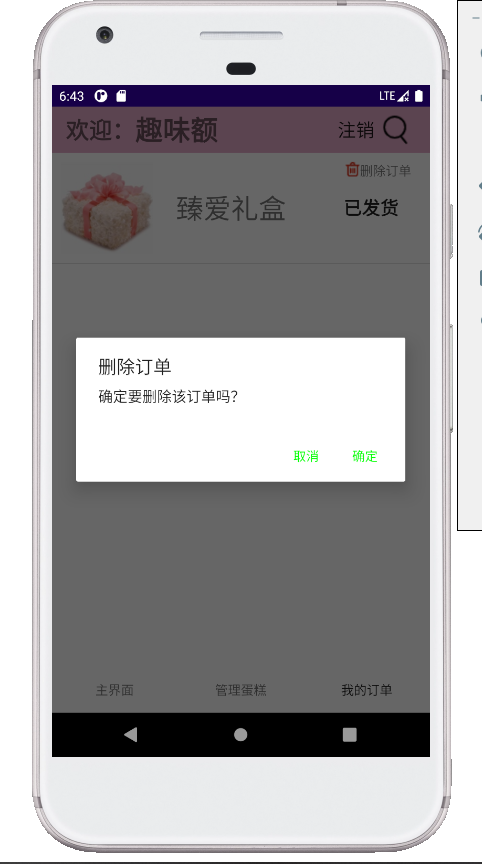 6:43 LTE
欢迎：趣味额 注销
删除订单
臻爱礼盒 已发货
删除订单
确定要删除该订单吗?
取消 确定
主界面 管理蛋糕 我的订单